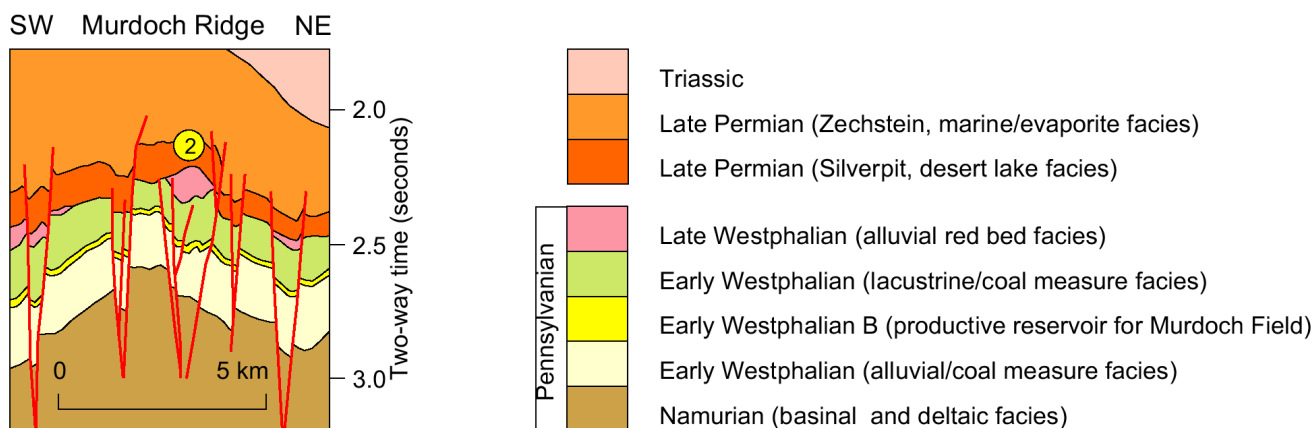 SW Murdoch Ridge NE
2.0
2
2.5
3.0
0 5 km
Two-way time (seconds)
Triassic
Late Permian (Zechstein, marine/evaporite facies)
Late Permian (Silverpit, desert lake facies)
Pennsylvanian
Late Westphalian (alluvial red bed facies)
Early Westphalian (lacustrine/coal measure facies)
Early Westphalian B (productive reservoir for Murdoch Field)
Early Westphalian (alluvial/coal measure facies)
Namurian (basinal and deltaic facies)